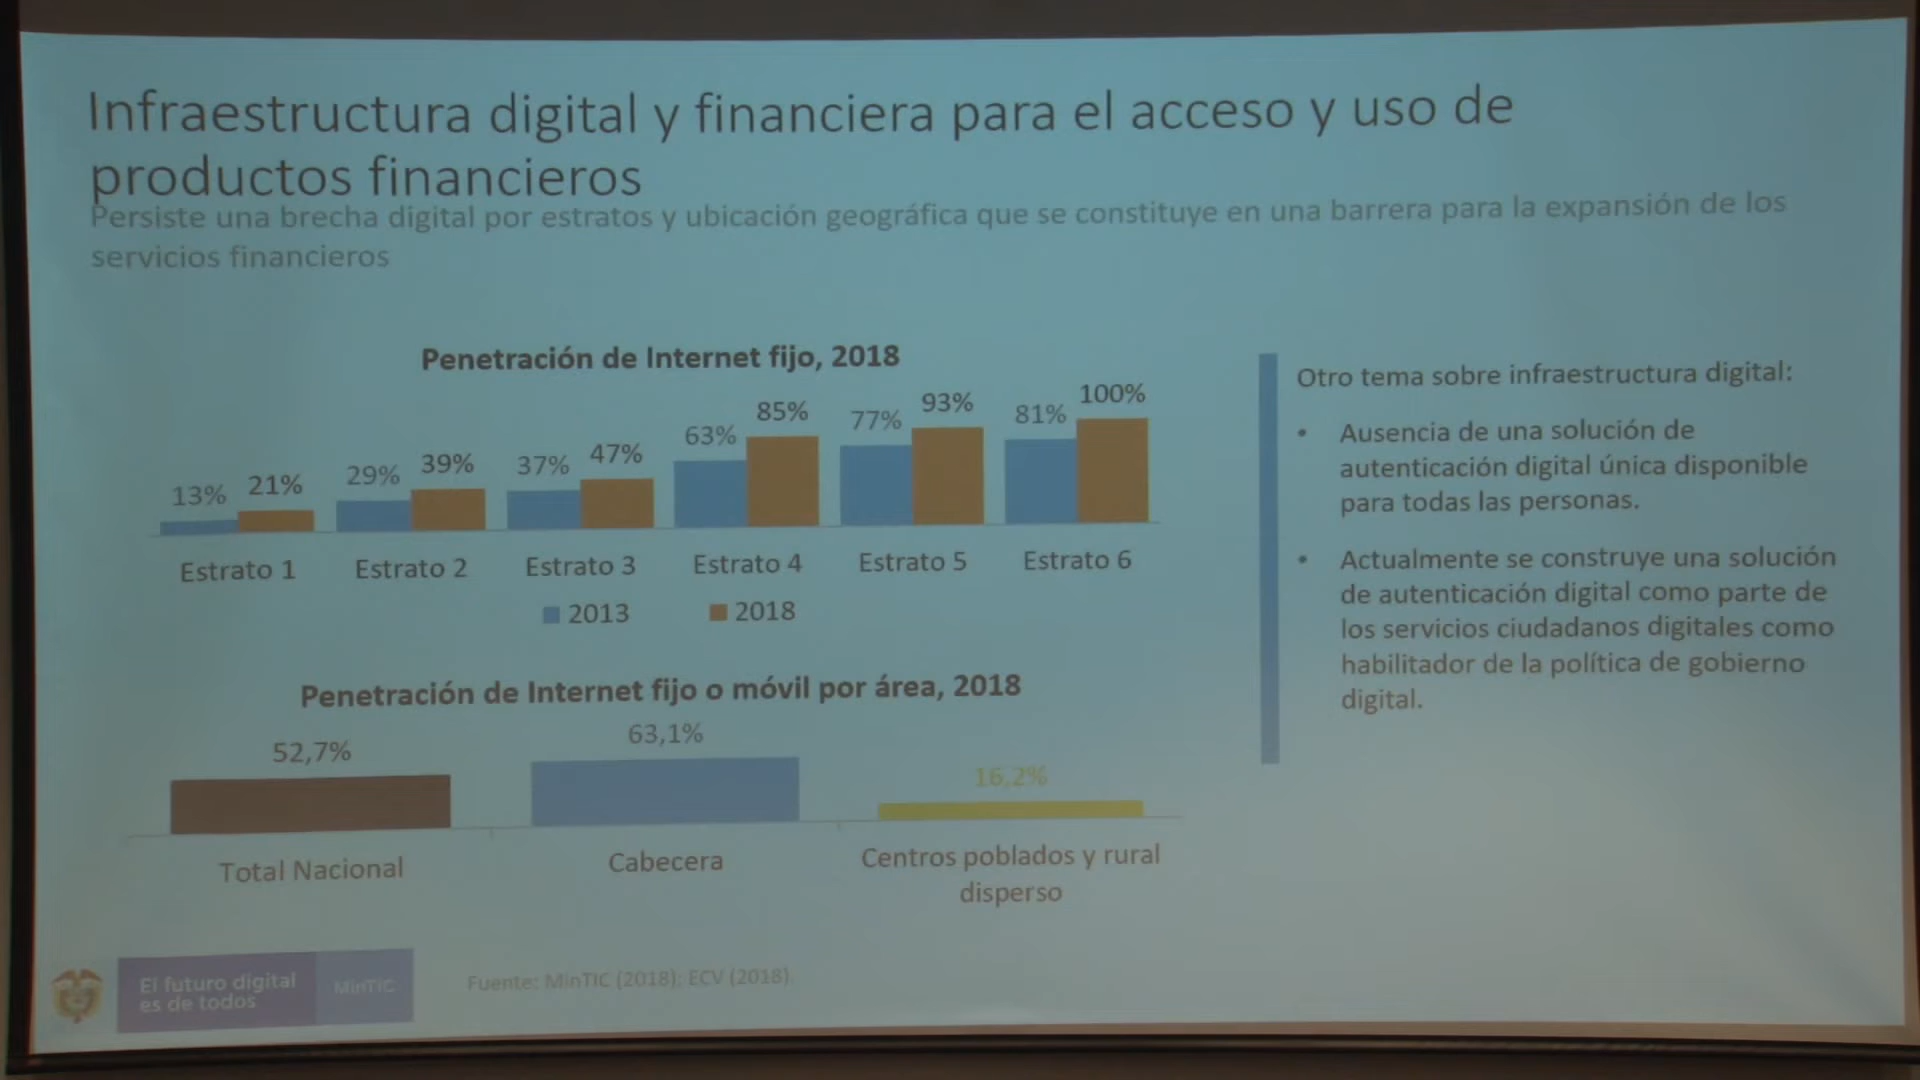 Infraestructura digital y financiera para el acceso y uso de
productos financieros
Persiste una brecha digital por estratos y ubicación geográfica que se constituye en una barrera para la expansión de los
servicios financieros
Penetración de Internet fijo, 2018
13% 21% 29% 39% 37% 47% 63% 85% 77% 93% 81% 100%
Estrato 1 Estrato 2 Estrato 3 Estrato 4 Estrato 5 Estrato 6
2013 2018
Penetración de Internet fijo o móvil por área, 2018
52,7% 63,1% 16,2%
Total Nacional Cabecera Centros poblados y rural
disperso
Otro tema sobre infraestructura digital:
• Ausencia de una solución de
autenticación digital única disponible
para todas las personas.
• Actualmente se construye una solución
de autenticación digital como parte de
los servicios ciudadanos digitales como
habilitador de la política de gobierno
digital.
El futuro digital
es de todos
MinTIC
Fuente: MinTIC (2018); ECV (2018).